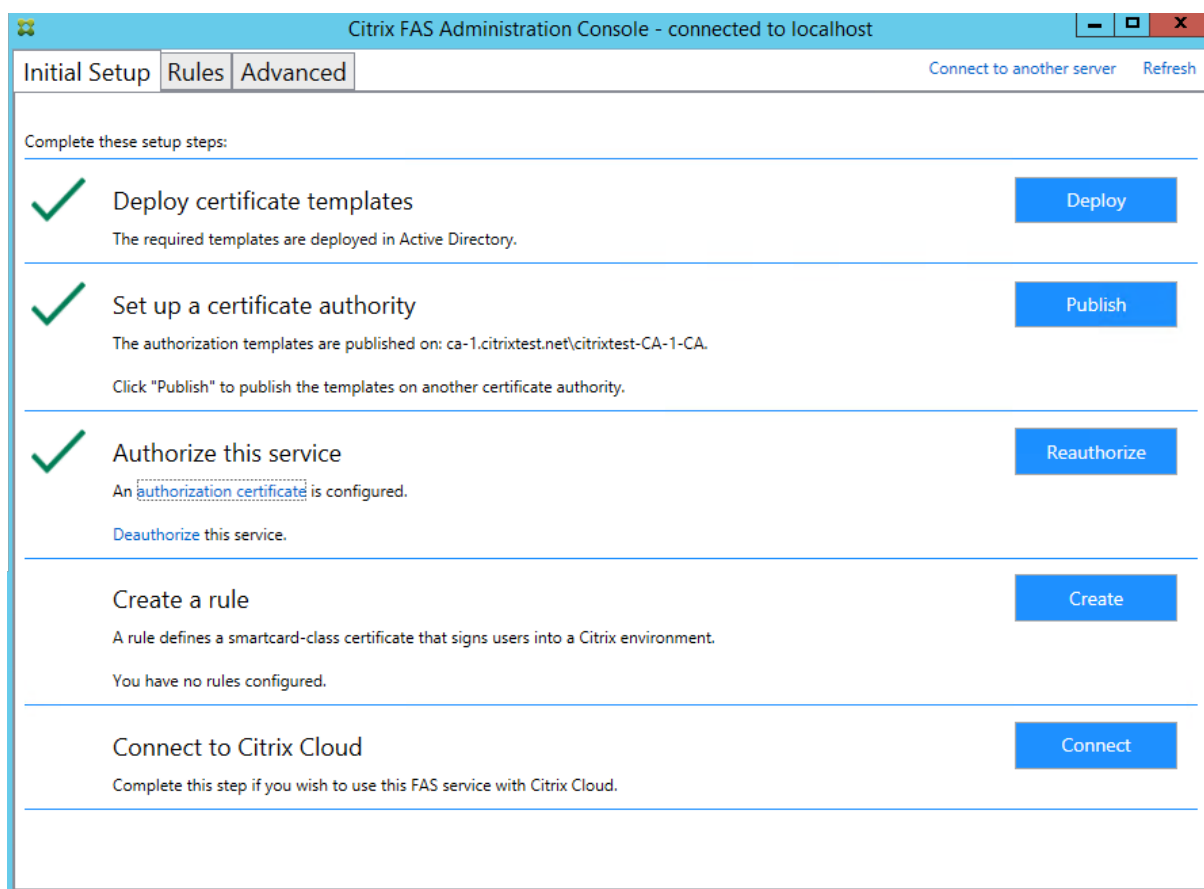 Citrix FAS Administration Console - connected to localhost
Initial Setup Rules Advanced Connect to another server Refresh
Complete these setup steps:
Deploy certificate templates Deploy
The required templates are deployed in Active Directory.
Set up a certificate authority Publish
The authorization templates are published on: ca-1.citrixtest.net\citrixtest-CA-1-CA.
Click "Publish" to publish the templates on another certificate authority.
Authorize this service Reauthorize
An authorization certificate is configured.
Deauthorize this service.
Create a rule Create
A rule defines a smartcard-class certificate that signs users into a Citrix environment.
You have no rules configured.
Connect to Citrix Cloud Connect
Complete this step if you wish to use this FAS service with Citrix Cloud.